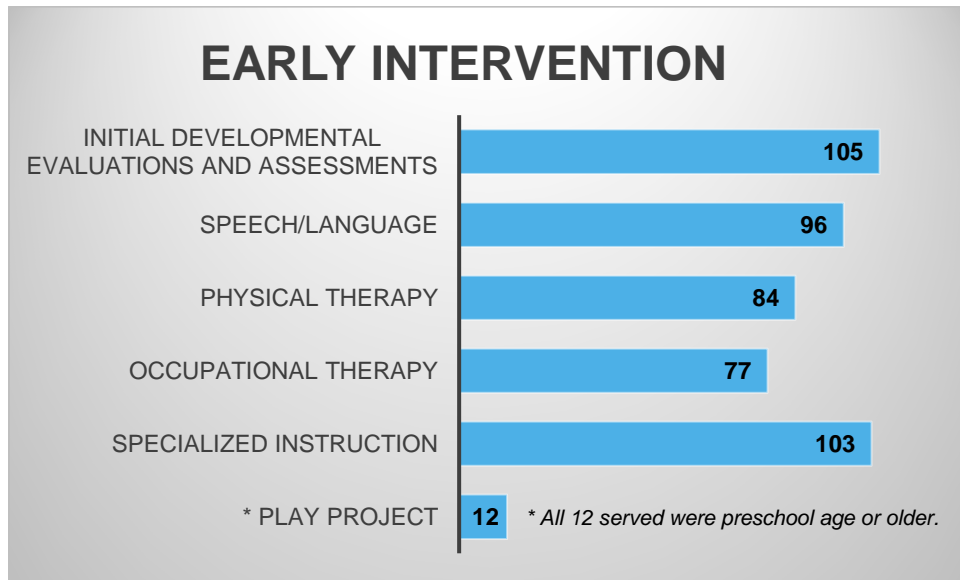 EARLY INTERVENTION
INITIAL DEVELOPMENTAL
EVALUATIONS AND ASSESSMENTS
105
SPEECH/LANGUAGE
96
PHYSICAL THERAPY
84
OCCUPATIONAL THERAPY
77
SPECIALIZED INSTRUCTION
103
* PLAY PROJECT
12
* All 12 served were preschool age or older.